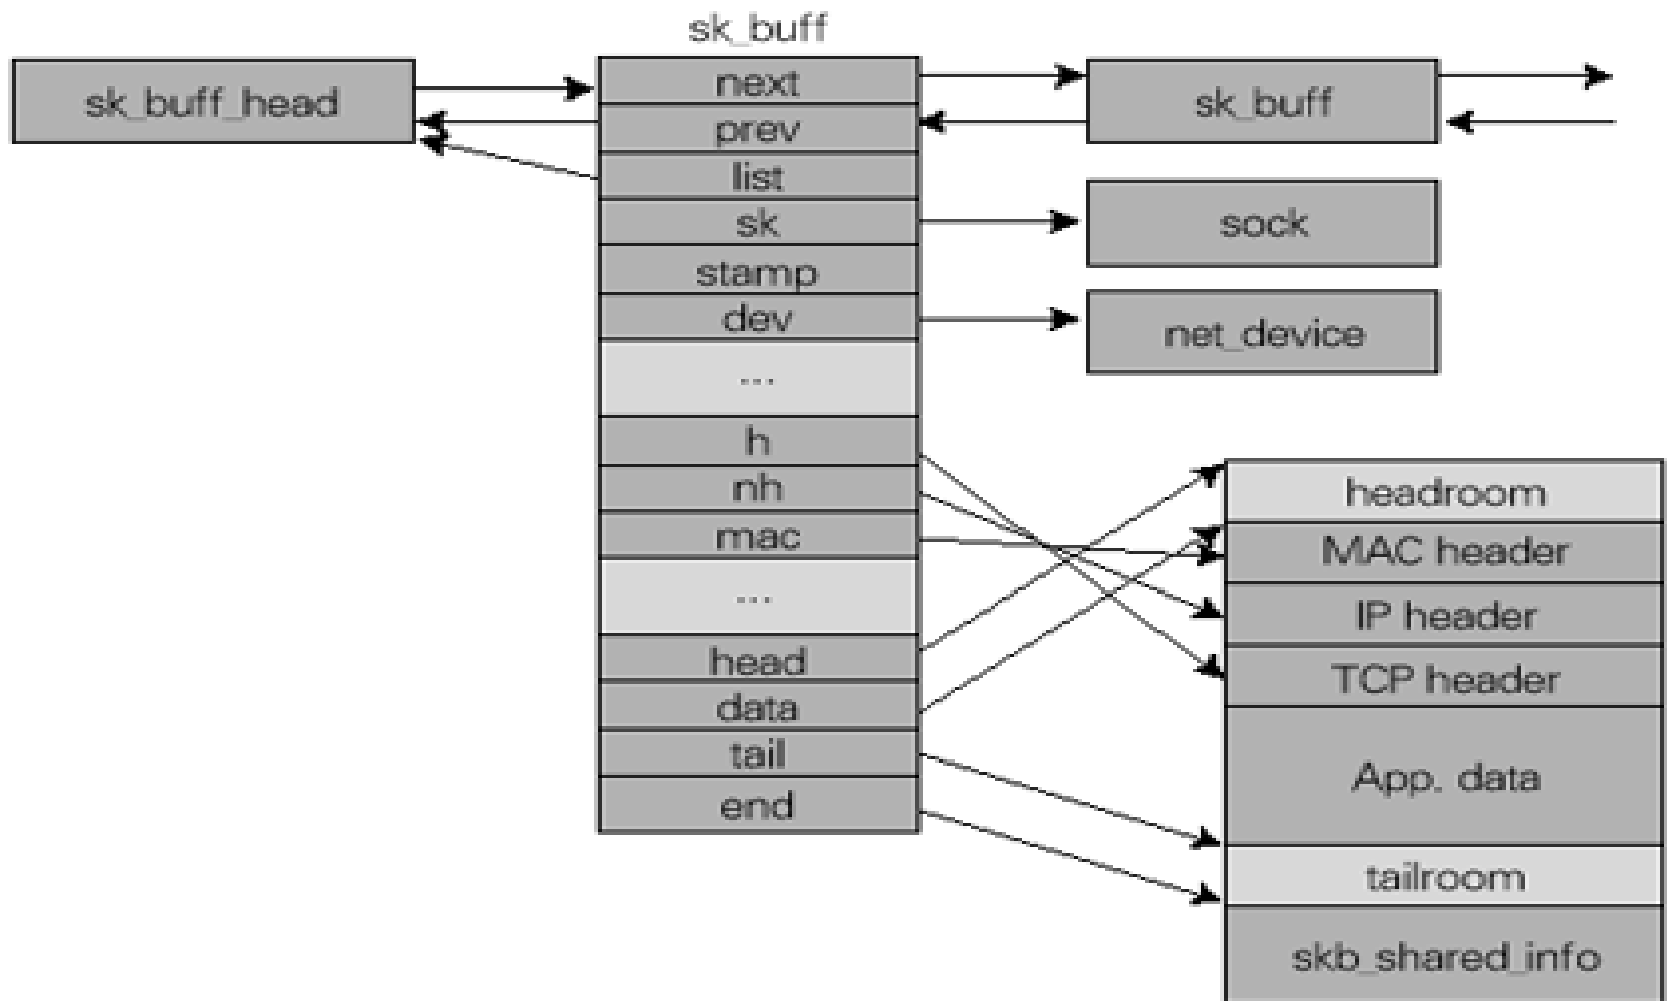 sk_buff
sk_buff_head
next
prev
list
sk
stamp
dev
...
h
nh
mac
...
head
data
tail
end
sk_buff
sock
net_device
headroom
MAC header
IP header
TCP header
App. data
tailroom
skb_shared_info